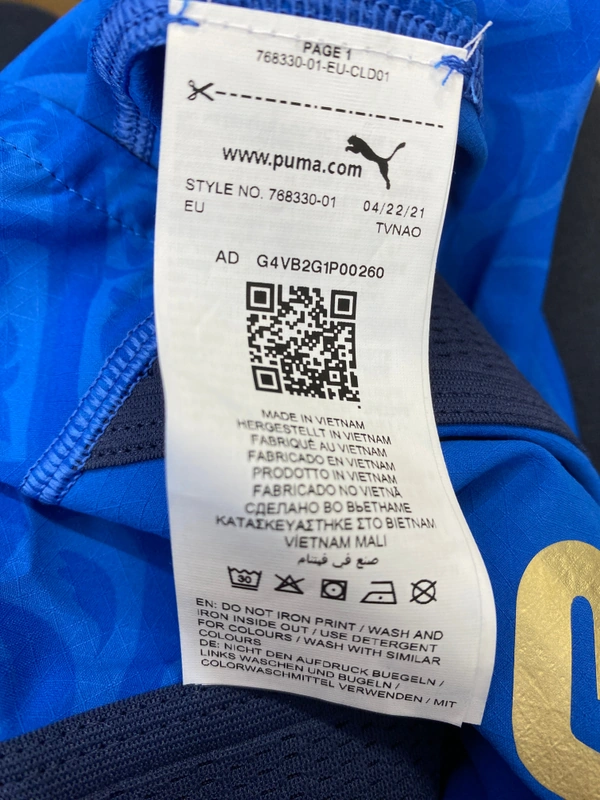 PAGE 1
768330-01-EU-CLD01
www.puma.com
STYLE NO. 768330-01 04/22/21
EU TVNAO
AD G4VB2G1P00260
MADE IN VIETNAM
HERGESTELLT IN VIETNAM
FABRIQUÉ AU VIETNAM
FABRICADO EN VIETNAM
PRODOTTO IN VIETNAM
FABRICADO NO VIETNÃ
СДЕЛАНО ВО ВЬЕТНАМЕ
ΚΑΤΑΣΚΕΥΑΣΤΗΚΕ ΣΤΟ ΒΙΕΤΝΑΜ
VİETNAM MALI
صنع في فيتنام
30
EN: DO NOT IRON PRINT / WASH AND
IRON INSIDE OUT / USE DETERGENT
FOR COLOURS / WASH WITH SIMILAR
COLOURS
DE: NICHT DEN AUFDRUCK BUEGELN /
LINKS WASCHEN UND BUGELN /
COLORWASCHMITTEL VERWENDEN / MIT